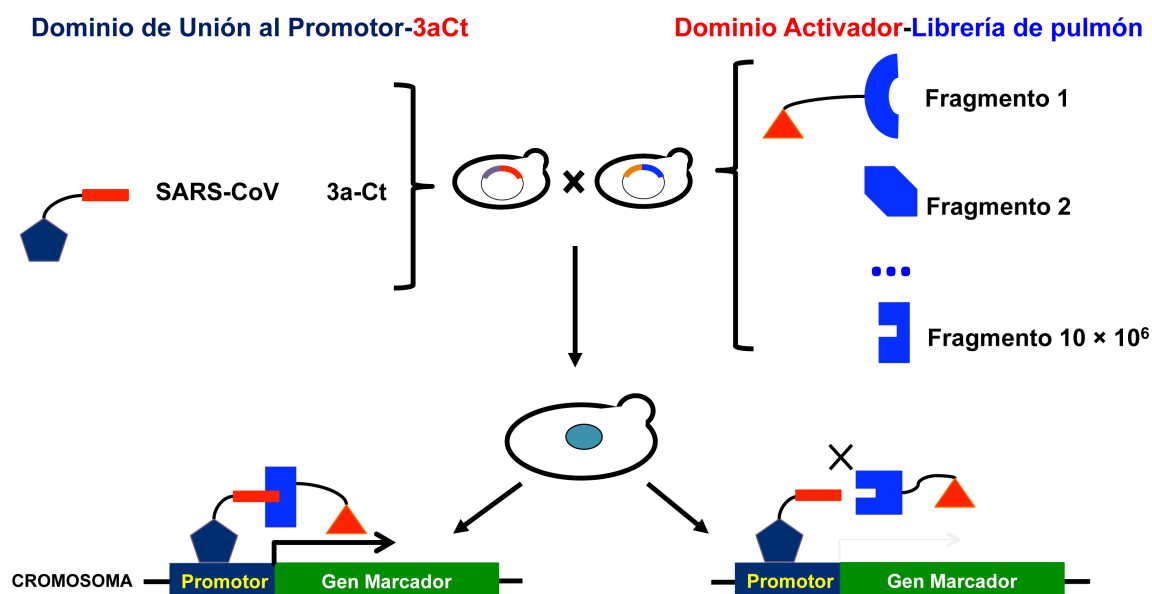 Dominio de Unión al Promotor-3aCt
Dominio Activador-Librería de pulmón
SARS-CoV 3a-Ct
Fragmento 1
Fragmento 2
...
Fragmento 10 × 10⁶
CROMOSOMA
Promotor
Gen Marcador
Promotor
Gen Marcador